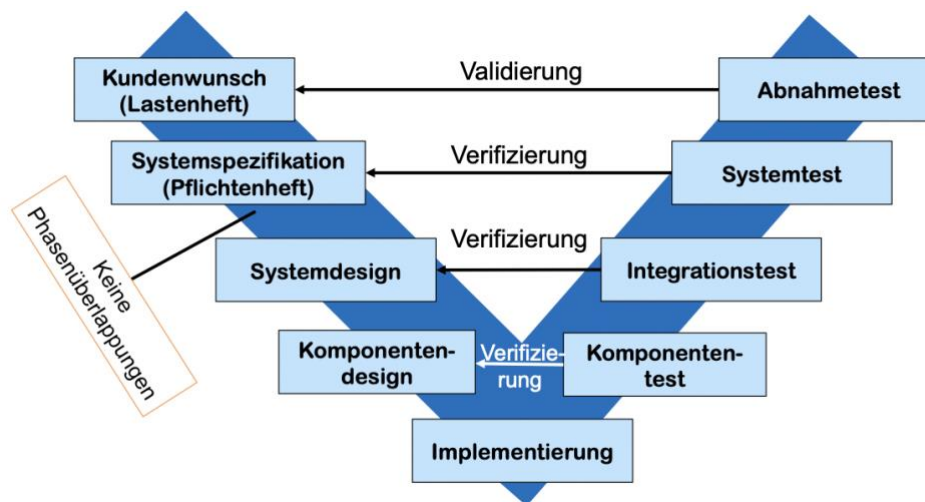 Kundenwunsch
(Lastenheft)
Validierung
Abnahmetest
Systemspezifikation
(Pflichtenheft)
Verifizierung
Systemtest
Keine
Phasenüberlappungen
Systemdesign
Verifizierung
Integrationstest
Komponenten-
design
Verifizie-
rung
Komponenten-
test
Implementierung